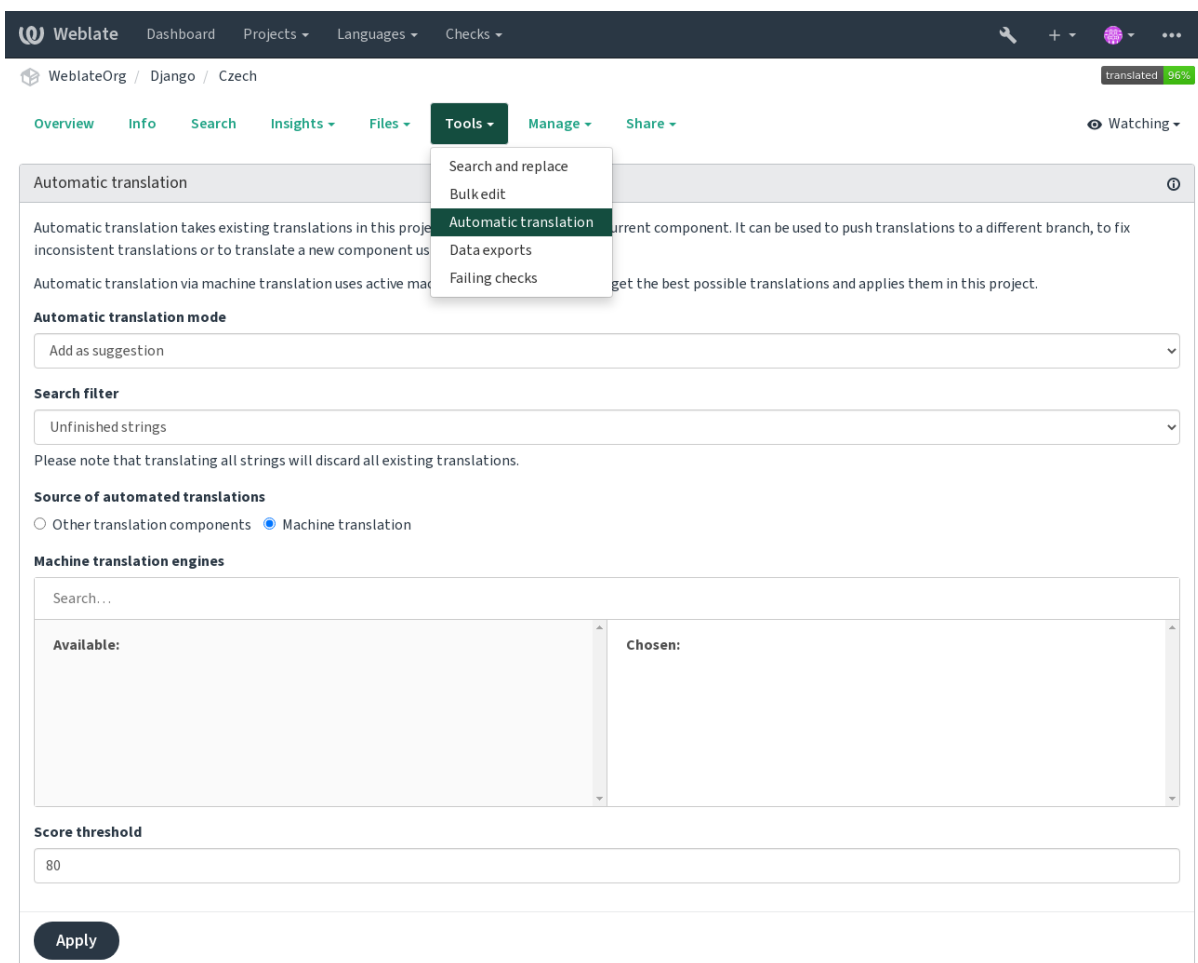 Weblate Dashboard Projects Languages Checks
WeblateOrg / Django / Czech
translated 96%
Overview Info Search Insights Files Tools Manage Share Watching
Search and replace
Bulk edit
Automatic translation
Data exports
Failing checks
Automatic translation
Automatic translation takes existing translations in this proje urrent component. It can be used to push translations to a different branch, to fix
inconsistent translations or to translate a new component us
Automatic translation via machine translation uses active mac get the best possible translations and applies them in this project.
Automatic translation mode
Add as suggestion
Search filter
Unfinished strings
Please note that translating all strings will discard all existing translations.
Source of automated translations
Other translation components Machine translation
Machine translation engines
Search...
Available: Chosen:
Score threshold
80
Apply